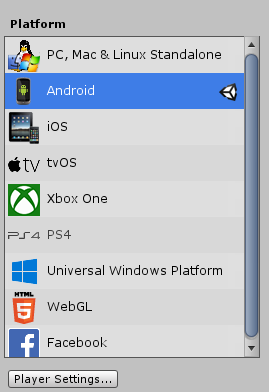 Platform
PC, Mac & Linux Standalone
Android
iOS
tv tvOS
Xbox One
PS4 PS4
Universal Windows Platform
HTML
5
WebGL
f Facebook
Player Settings...